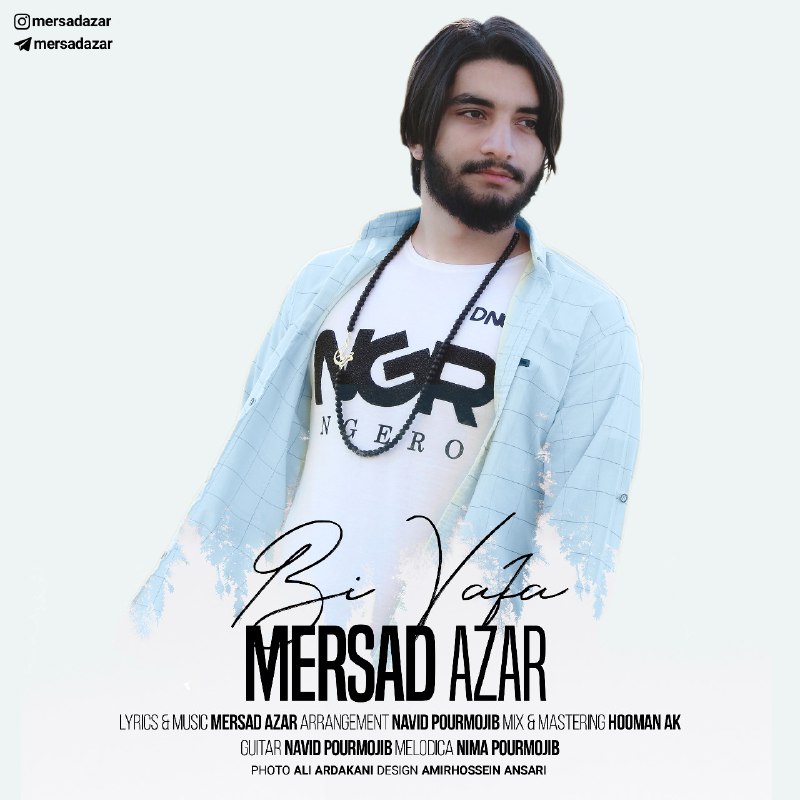 mersadazar
mersadazar
DNG
NGR
NGERO
Bi Vafa
MERSAD AZAR
LYRICS & MUSIC MERSAD AZAR ARRANGEMENT NAVID POURMOJIB MIX & MASTERING HOOMAN AK
GUITAR NAVID POURMOJIB MELODICA NIMA POURMOJIB
PHOTO ALI ARDAKANI DESIGN AMIRHOSSEIN ANSARI